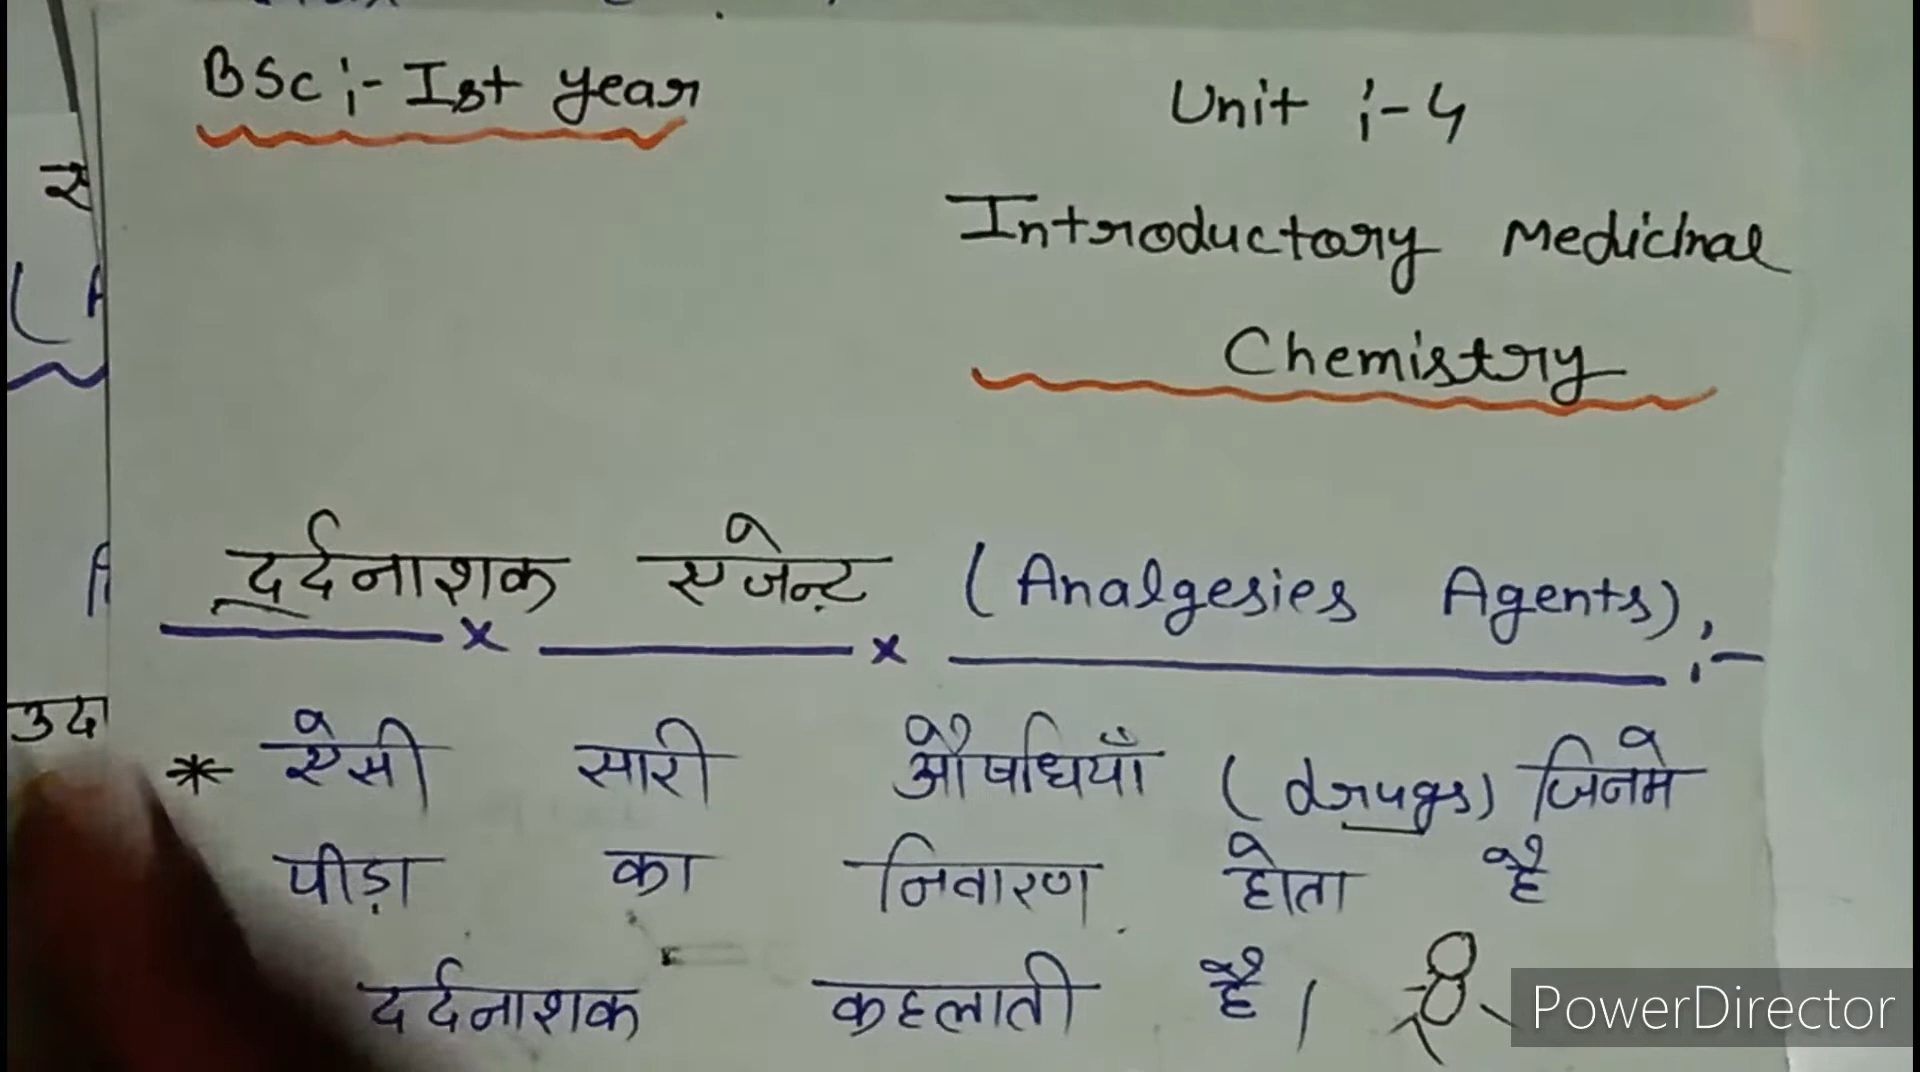 BSc ;- Ist year
Unit ;- 4
Introductory Medicinal
Chemistry
दर्दनाशक एजेन्ट (Analgesies Agents) ;-
* ऐसी सारी औषधियाँ (drugs) जिनमे
पीड़ा का निवारण होता है
दर्दनाशक कहलाती है।
उदा
PowerDirector